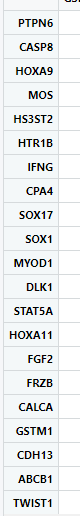 PTPN6
CASP8
HOXA9
MOS
HS3ST2
HTR1B
IFNG
CPA4
SOX17
SOX1
MYOD1
DLK1
STAT5A
HOXA11
FGF2
FRZB
CALCA
GSTM1
CDH13
ABCB1
TWIST1